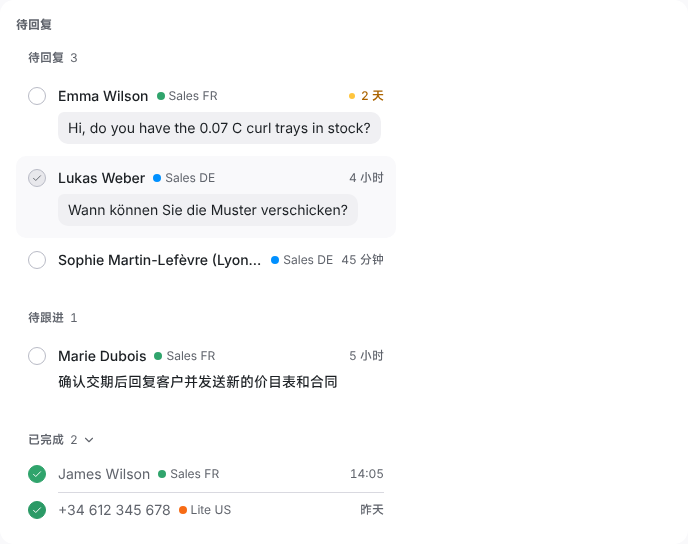 待回复
待回复 3
Emma Wilson Sales FR 2 天
Hi, do you have the 0.07 C curl trays in stock?
Lukas Weber Sales DE 4 小时
Wann können Sie die Muster verschicken?
Sophie Martin-Lefèvre (Lyon... Sales DE 45 分钟
待跟进 1
Marie Dubois Sales FR 5 小时
确认交期后回复客户并发送新的价目表和合同
已完成 2
James Wilson Sales FR 14:05
+34 612 345 678 Lite US 昨天